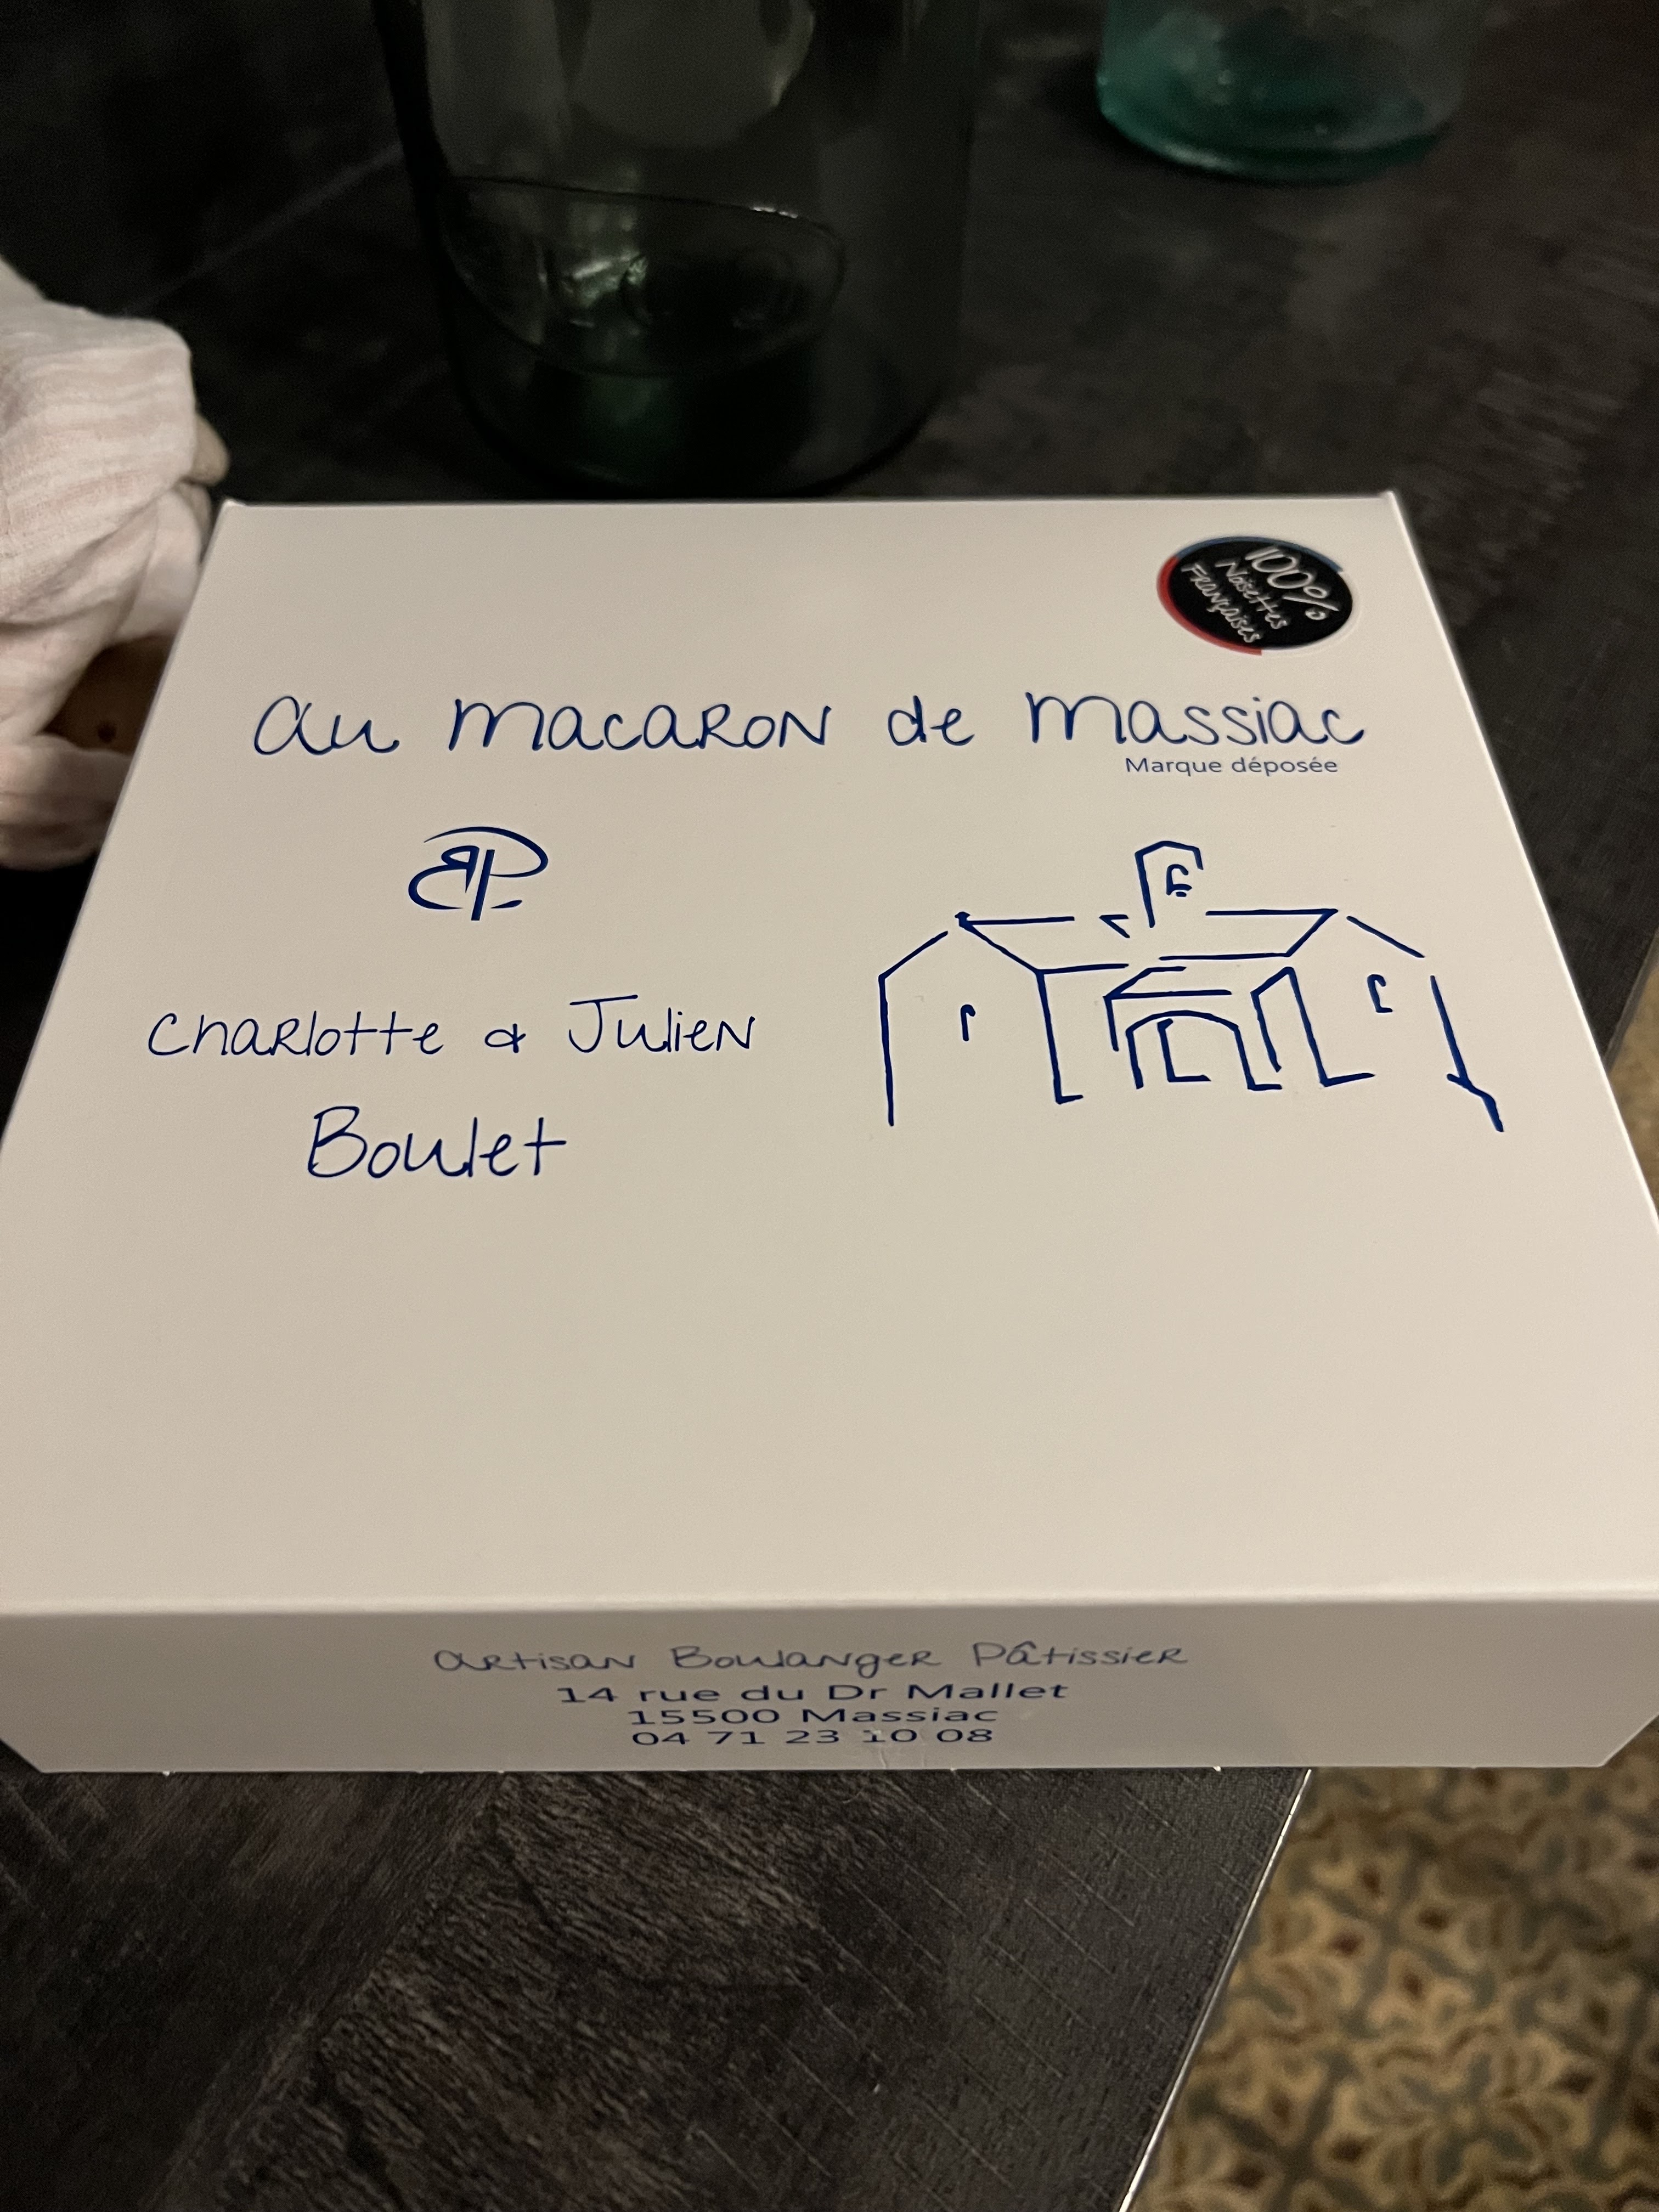 100%
Noisettes
Françaises
au macaron de massiac
Marque déposée
Charlotte & Julien
Boulet
artisan Boulanger Pâtissier
14 rue du Dr Mallet
15500 Massiac
04 71 23 10 08